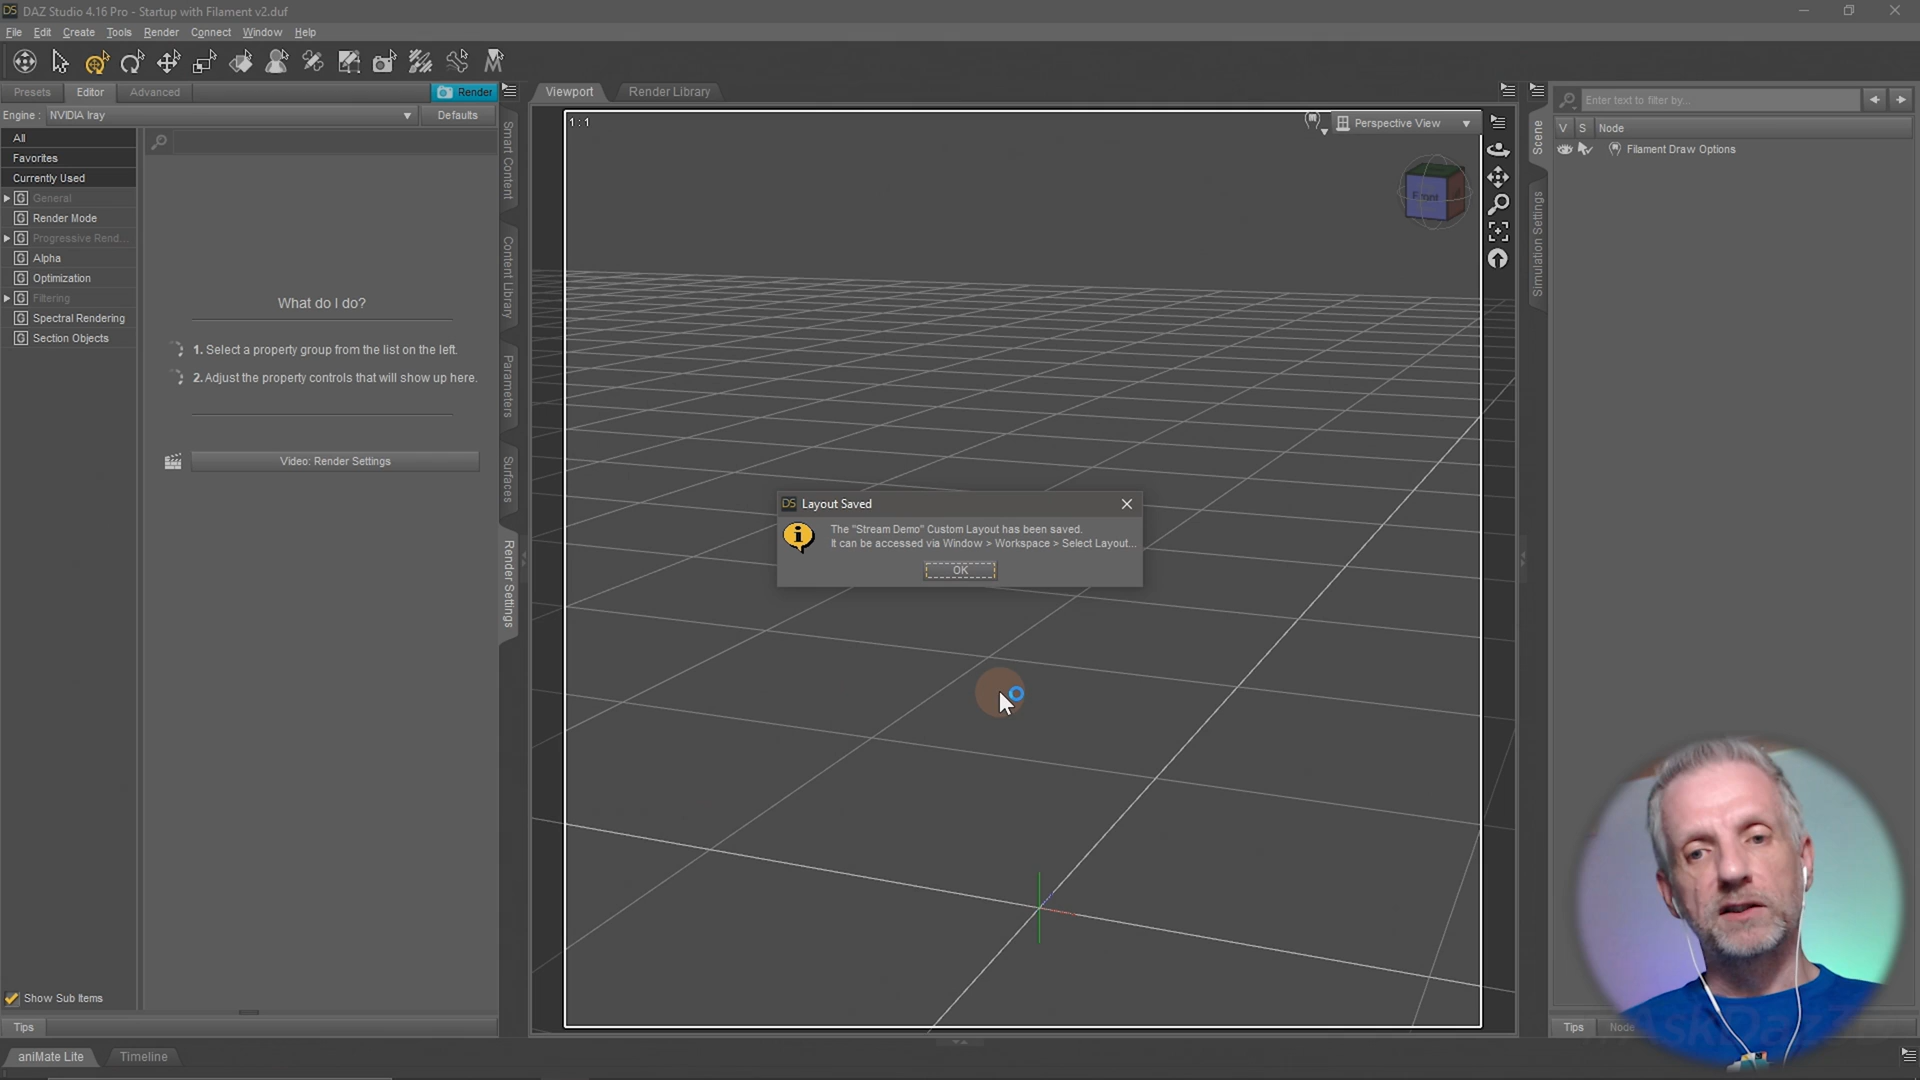 DS DAZ Studio 4.16 Pro - Startup with Filament v2.duf
File Edit Create Tools Render Connect Window Help
Presets Editor Advanced Render
Engine : NVIDIA Iray Defaults
All
Favorites
Currently Used
G General
G Render Mode
G Progressive Rend...
G Alpha
G Optimization
G Filtering
G Spectral Rendering
G Section Objects
What do I do?
1. Select a property group from the list on the left.
2. Adjust the property controls that will show up here.
Video: Render Settings
Show Sub Items
Tips
aniMate Lite Timeline
Smart Content
Content Library
Parameters
Surfaces
Render Settings
Viewport Render Library
1 : 1
Perspective View
Front
DS Layout Saved
The "Stream Demo" Custom Layout has been saved.
It can be accessed via Window > Workspace > Select Layout...
OK
Scene
Simulation Settings
Enter text to filter by...
V S Node
Filament Draw Options
Tips Node